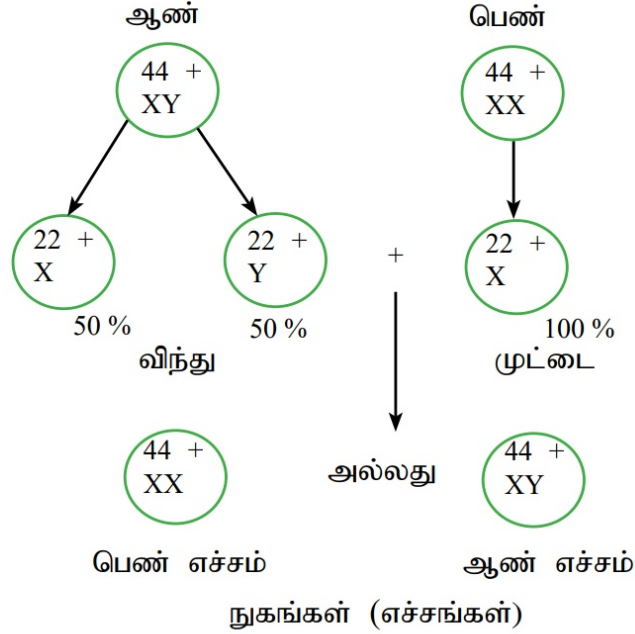 ஆண் பெண்
44 + 44 +
XY XX
22 + 22 + + 22 +
X Y X
50 % 50 % 100 %
விந்து முட்டை
44 + அல்லது 44 +
XX XY
பெண் எச்சம் ஆண் எச்சம்
நுகங்கள் (எச்சங்கள்)